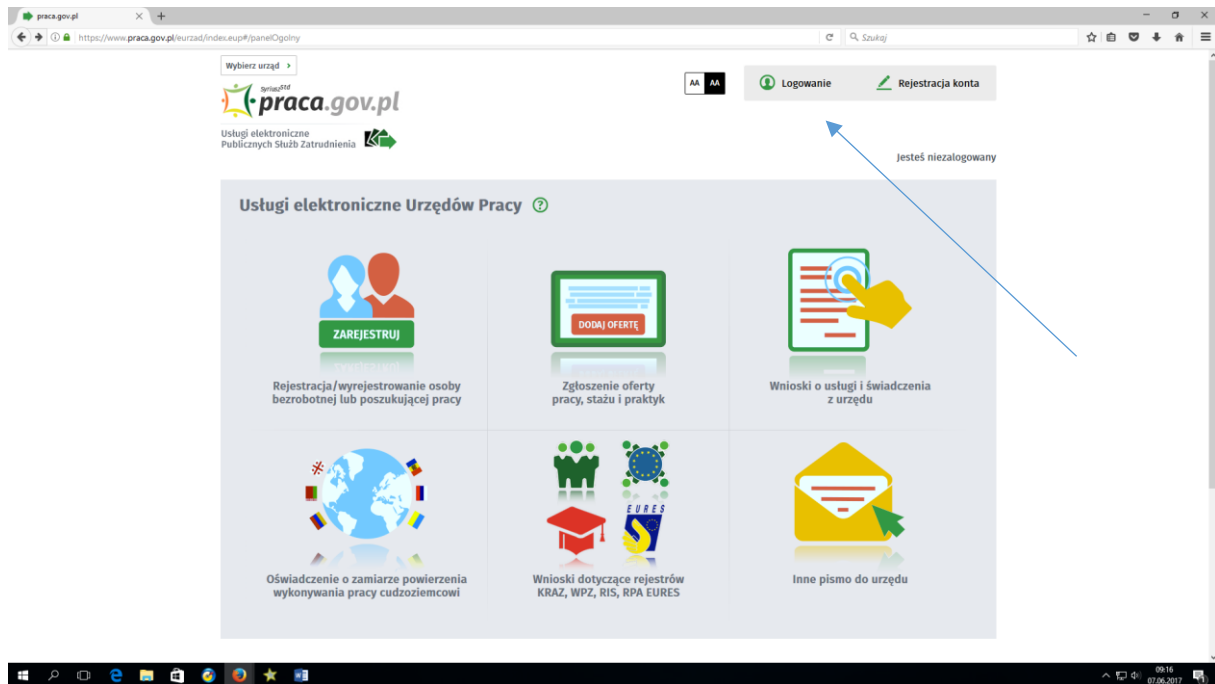 praca.gov.pl
https://www.praca.gov.pl/eurzad/index.eup#/panelOgolny
Szukaj
Wybierz urząd
SyriuszStd
praca.gov.pl
AA AA
Logowanie
Rejestracja konta
Usługi elektroniczne
Publicznych Służb Zatrudnienia
Jesteś niezalogowany
Usługi elektroniczne Urzędów Pracy ?
ZAREJESTRUJ
DODAJ OFERTĘ
Rejestracja/wyrejestrowanie osoby
bezrobotnej lub poszukującej pracy
Zgłoszenie oferty
pracy, stażu i praktyk
Wnioski o usługi i świadczenia
z urzędu
EURES
Oświadczenie o zamiarze powierzenia
wykonywania pracy cudzoziemcowi
Wnioski dotyczące rejestrów
KRAZ, WPZ, RIS, RPA EURES
Inne pismo do urzędu
09:16
07.06.2017